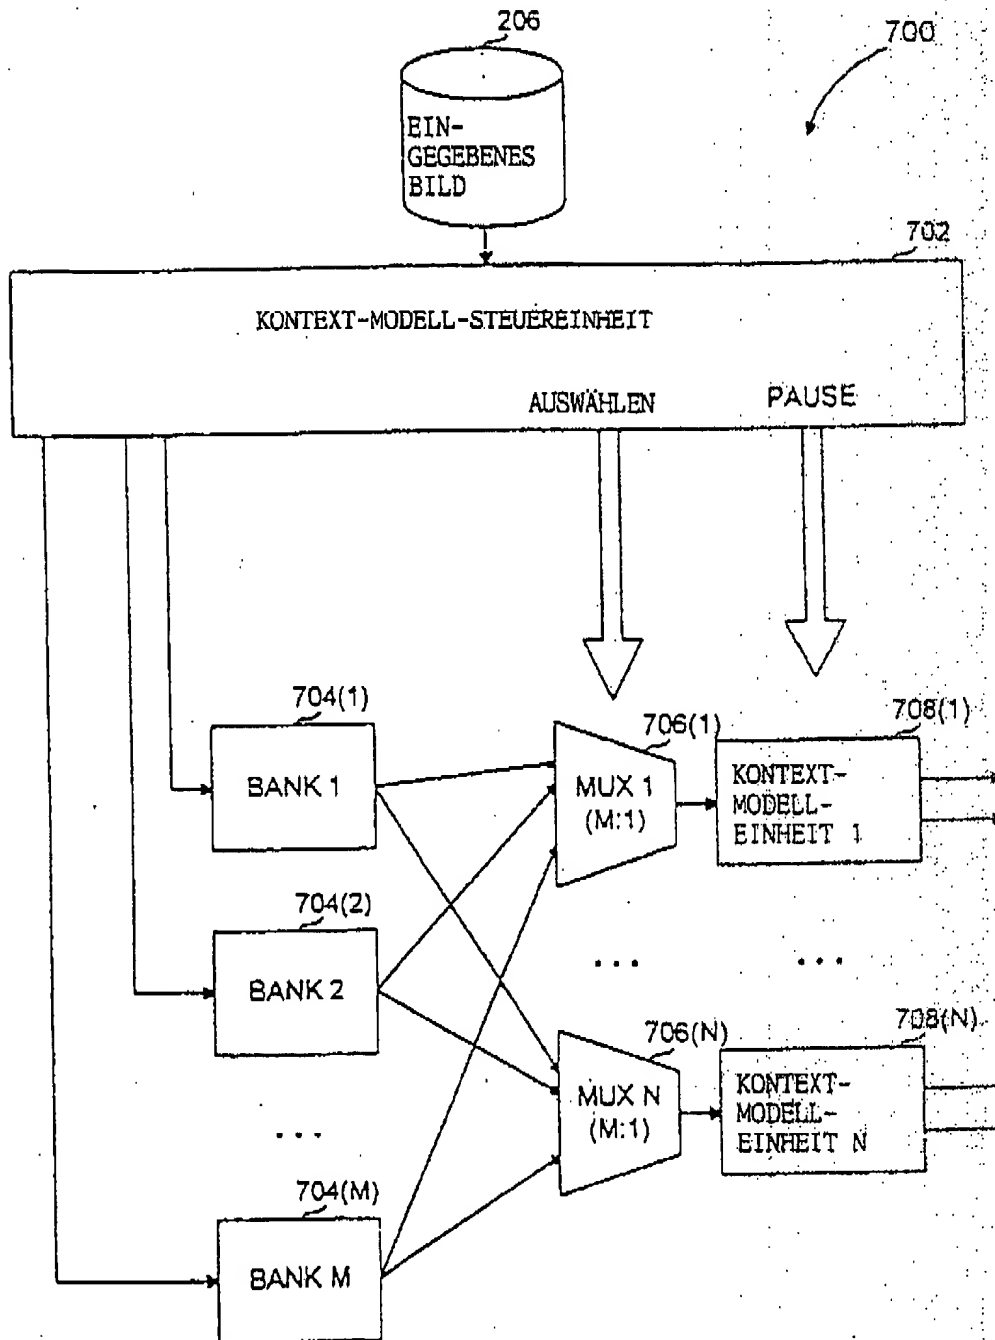 206
700
EIN-
GEGEBENES
BILD
702
KONTEXT-MODELL-STEUEREINHEIT
AUSWÄHLEN
PAUSE
704(1)
BANK 1
706(1)
MUX 1
(M:1)
708(1)
KONTEXT-
MODELL-
EINHEIT 1
704(2)
BANK 2
...
...
706(N)
MUX N
(M:1)
708(N)
KONTEXT-
MODELL-
EINHEIT N
...
704(M)
BANK M